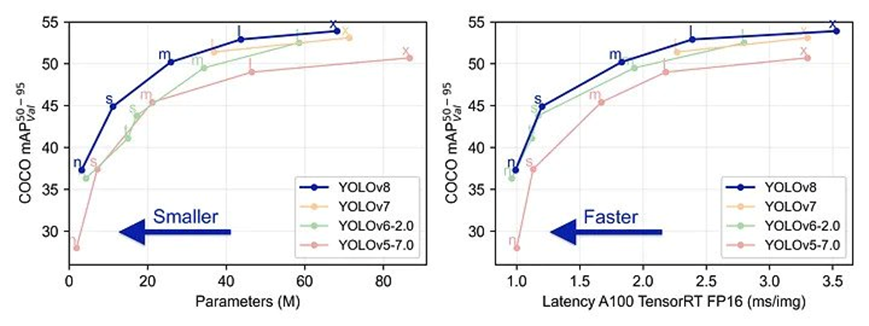 55
50
45
40
35
30
COCO mAP50−95 Val
n
s
m
l
x
l
x
n
s
t
m
l
n
s
m
l
x
Smaller
YOLOv8
YOLOv7
YOLOv6-2.0
YOLOv5-7.0
0
20
40
60
80
Parameters (M)
55
50
45
40
35
30
COCO mAP50−95 Val
n
s
m
l
x
l
x
n
m
l
n
s
m
l
x
Faster
YOLOv8
YOLOv7
YOLOv6-2.0
YOLOv5-7.0
1.0
1.5
2.0
2.5
3.0
3.5
Latency A100 TensorRT FP16 (ms/img)